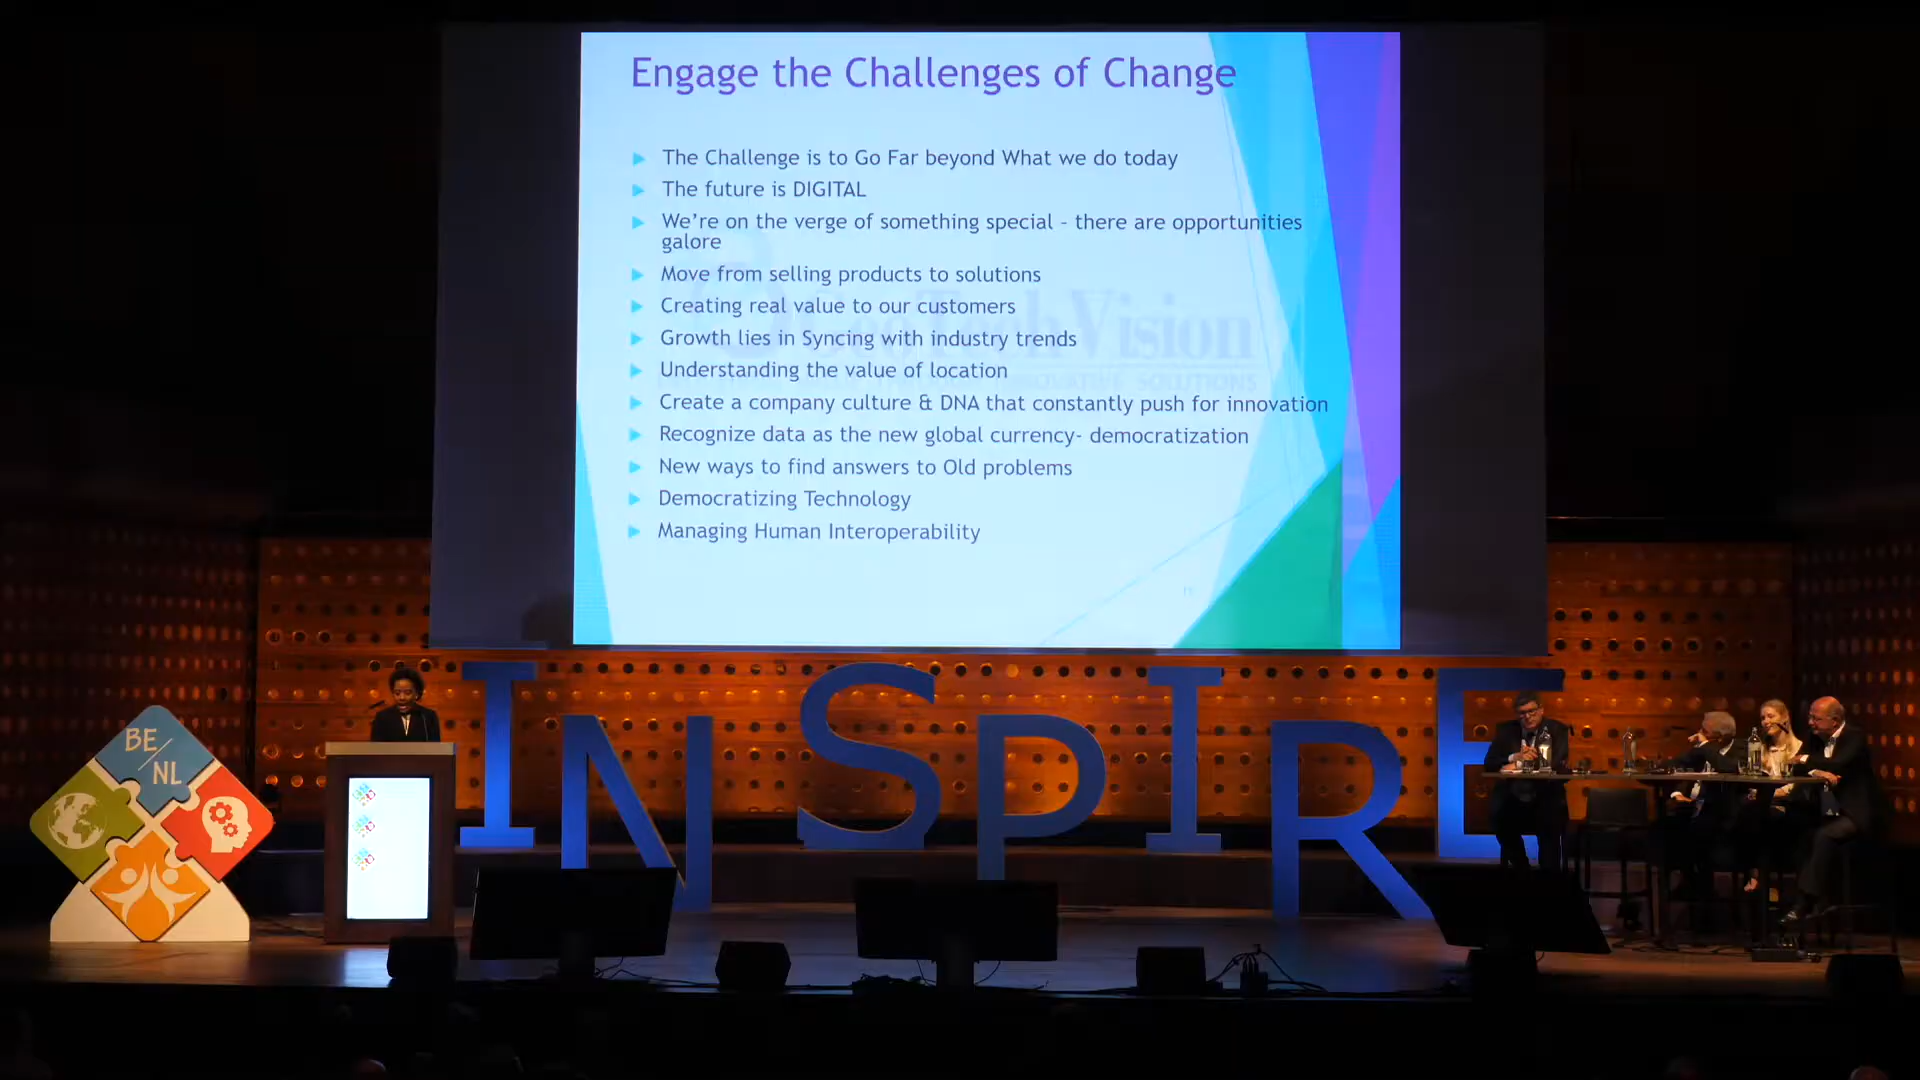 Engage the Challenges of Change
The Challenge is to Go Far beyond What we do today
The future is DIGITAL
We're on the verge of something special – there are opportunities
galore
Move from selling products to solutions
Creating real value to our customers
Growth lies in Syncing with industry trends
Understanding the value of location
Create a company culture & DNA that constantly push for innovation
Recognize data as the new global currency- democratization
New ways to find answers to Old problems
Democratizing Technology
Managing Human Interoperability
GeoTechVision
INNOVATIVE SOLUTIONS
INSPIRE
BE/
NL